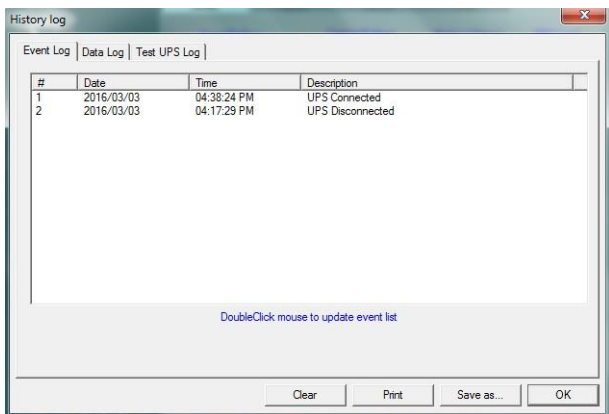 History log
Event Log Data Log Test UPS Log
# Date Time Description
1 2016/03/03 04:38:24 PM UPS Connected
2 2016/03/03 04:17:29 PM UPS Disconnected
DoubleClick mouse to update event list
Clear Print Save as... OK